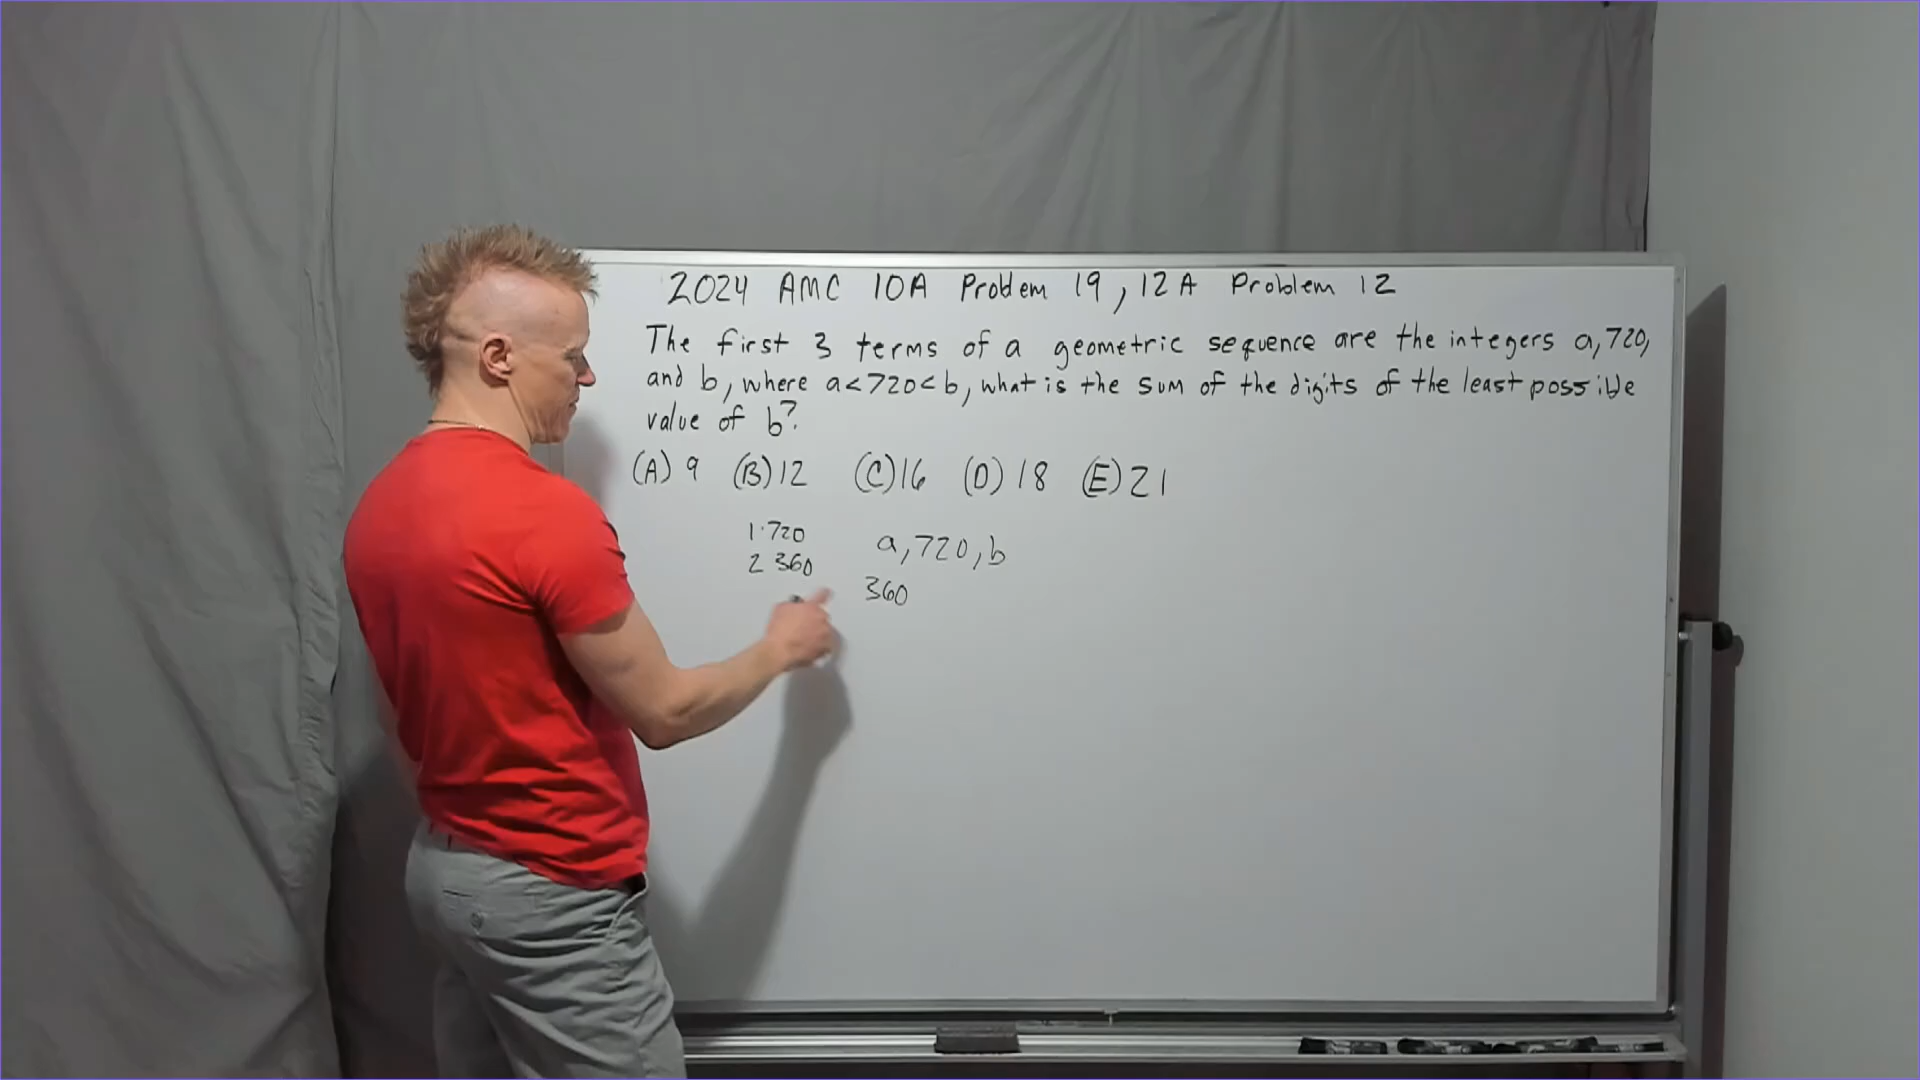 2024 AMC 10A Problem 19, 12A Problem 12
The first 3 terms of a geometric sequence are the integers a, 720,
and b, where a<720<b, what is the sum of the digits of the least possible
value of b?
(A) 9 (B) 12 (C) 16 (D) 18 (E) 21
1·720
2 360
a, 720, b
360